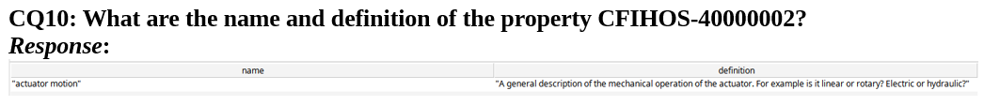 CQ10: What are the name and definition of the property CFIHOS-40000002?
Response:
name definition
"actuator motion" "A general description of the mechanical operation of the actuator. For example is it linear or rotary? Electric or hydraulic?"